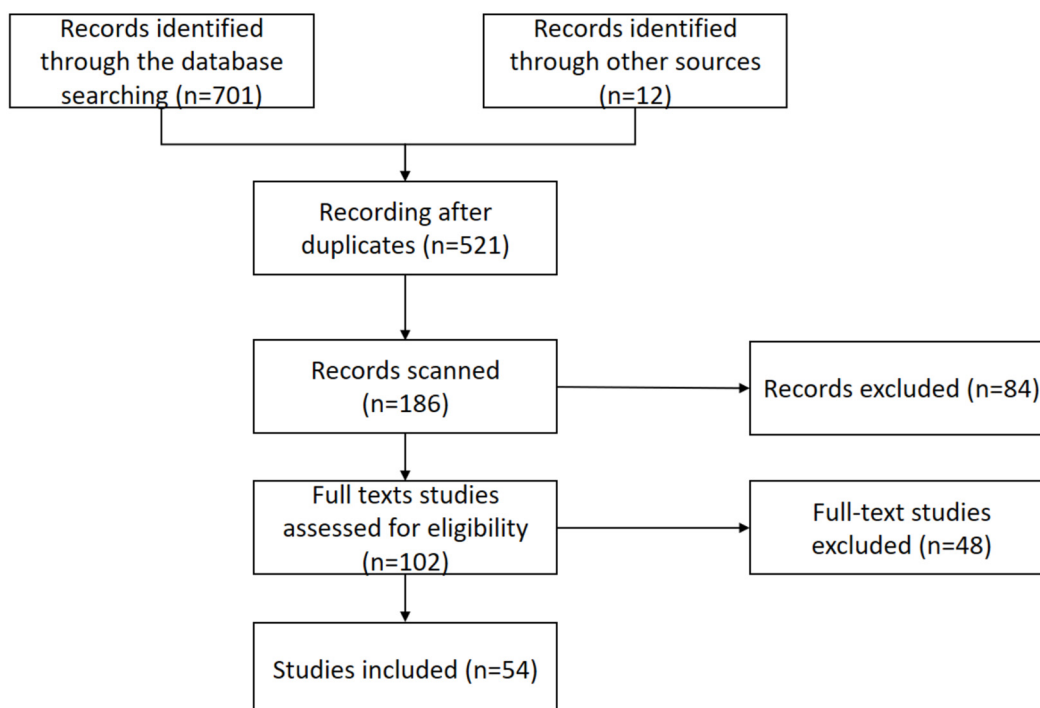 Records identified
through the database
searching (n=701)
Records identified
through other sources
(n=12)
Recording after
duplicates (n=521)
Records scanned
(n=186)
Records excluded (n=84)
Full texts studies
assessed for eligibility
(n=102)
Full-text studies
excluded (n=48)
Studies included (n=54)